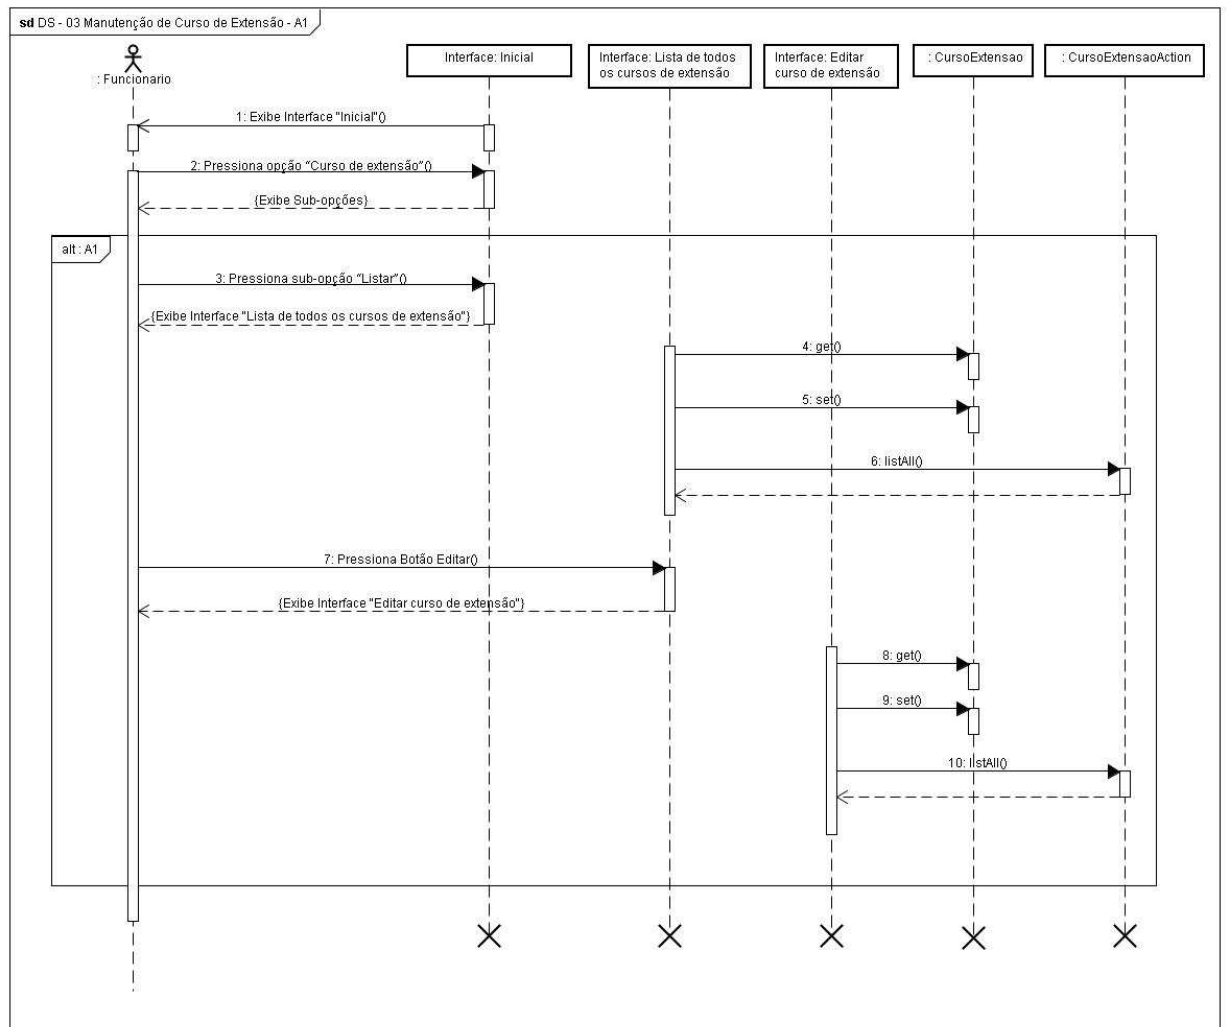 sd DS - 03 Manutenção de Curso de Extensão - A1
: Funcionario
Interface: Inicial
Interface: Lista de todos
os cursos de extensão
Interface: Editar
curso de extensão
: CursoExtensao
: CursoExtensaoAction
1: Exibe Interface "Inicial"()
2: Pressiona opção “Curso de extensão”()
{Exibe Sub-opções}
alt : A1
3: Pressiona sub-opção “Listar”()
{Exibe Interface "Lista de todos os cursos de extensão"}
4: get()
5: set()
6: listAll()
7: Pressiona Botão Editar()
{Exibe Interface "Editar curso de extensão"}
8: get()
9: set()
10: listAll()